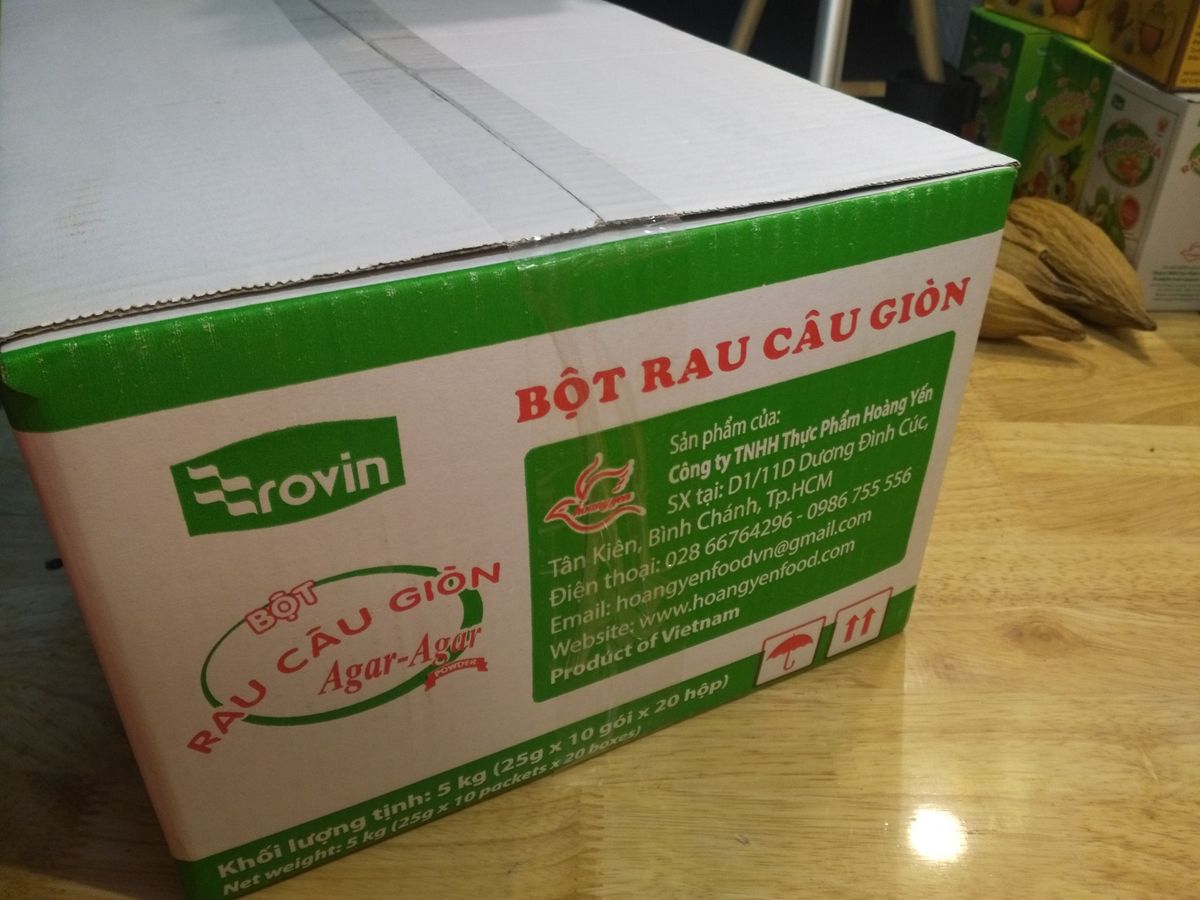 BỘT RAU CÂU GIÒN
rovin
Sản phẩm của:
Công ty TNHH Thực Phẩm Hoàng Yến
SX tại: D1/11D Dương Đình Cúc,
Tân Kiên, Bình Chánh, Tp.HCM
Điện thoại: 028 66764296 - 0986 755 556
Email: hoangyenfoodvn@gmail.com
Website: www.hoangyenfood.com
Product of Vietnam
hoang yen
BỘT
RAU CÂU GIÒN
Agar-Agar
POWDER
Khối lượng tịnh: 5 kg (25g x 10 gói x 20 hộp)
Net weight: 5 kg (25g x 10 packets x 20 boxes)